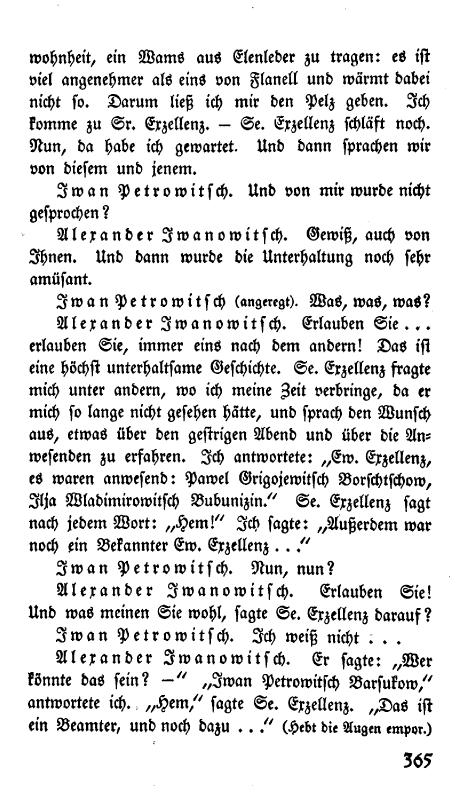 wohnheit, ein Wams aus Elenleder zu tragen: es ist
viel angenehmer als eins von Flanell und wärmt dabei
nicht so. Darum ließ ich mir den Pelz geben. Ich
komme zu Sr. Exzellenz. — Se. Exzellenz schläft noch.
Nun, da habe ich gewartet. Und dann sprachen wir
von diesem und jenem.
Iwan Petrowitsch. Und von mir wurde nicht
gesprochen?
Alexander Iwanowitsch. Gewiß, auch von
Ihnen. Und dann wurde die Unterhaltung noch sehr
amüsant.
Iwan Petrowitsch (angeregt). Was, was, was?
Alexander Iwanowitsch. Erlauben Sie ...
erlauben Sie, immer eins nach dem andern! Das ist
eine höchst unterhaltsame Geschichte. Se. Exzellenz fragte
mich unter andern, wo ich meine Zeit verbringe, da er
mich so lange nicht gesehen hätte, und sprach den Wunsch
aus, etwas über den gestrigen Abend und über die An-
wesenden zu erfahren. Ich antwortete: „Ew. Exzellenz,
es waren anwesend: Pawel Grigojewitsch Borschtschow,
Ilja Wladimirowitsch Bubunizin.“ Se. Exzellenz sagt
nach jedem Wort: „Hem!“ Ich sagte: „Außerdem war
noch ein Bekannter Ew. Exzellenz ...“
Iwan Petrowitsch. Nun, nun?
Alexander Iwanowitsch. Erlauben Sie!
Und was meinen Sie wohl, sagte Se. Exzellenz darauf?
Iwan Petrowitsch. Ich weiß nicht ...
Alexander Iwanowitsch. Er sagte: „Wer
könnte das sein? —“ „Iwan Petrowitsch Barsukow,“
antwortete ich. „Hem,“ sagte Se. Exzellenz. „Das ist
ein Beamter, und noch dazu ...“ (Hebt die Augen empor.)
365